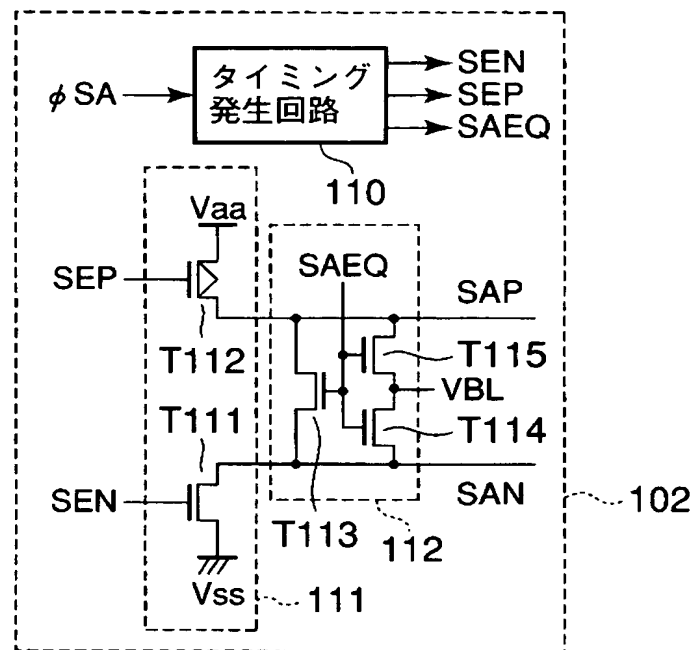 φSA
タイミング
発生回路
SEN
SEP
SAEQ
110
Vaa
SAEQ
SEP
SAP
T112
T115
VBL
T111
T114
SEN
SAN
T113
112
102
Vss
111